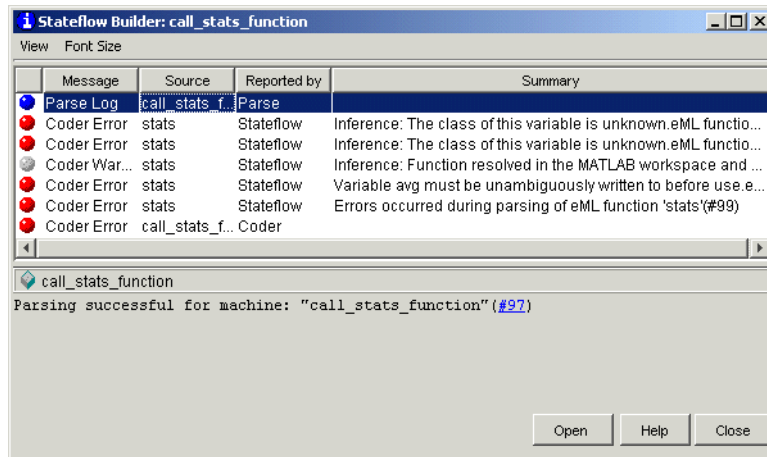 Stateflow Builder: call_stats_function
View Font Size
Message Source Reported by Summary
Parse Log call_stats_f... Parse
Coder Error stats Stateflow Inference: The class of this variable is unknown.eML functio...
Coder Error stats Stateflow Inference: The class of this variable is unknown.eML functio...
Coder War... stats Stateflow Inference: Function resolved in the MATLAB workspace and ...
Coder Error stats Stateflow Variable avg must be unambiguously written to before use.e...
Coder Error stats Stateflow Errors occurred during parsing of eML function 'stats'(#99)
Coder Error call_stats_f... Coder
call_stats_function
Parsing successful for machine: "call_stats_function"(#97)
Open Help Close